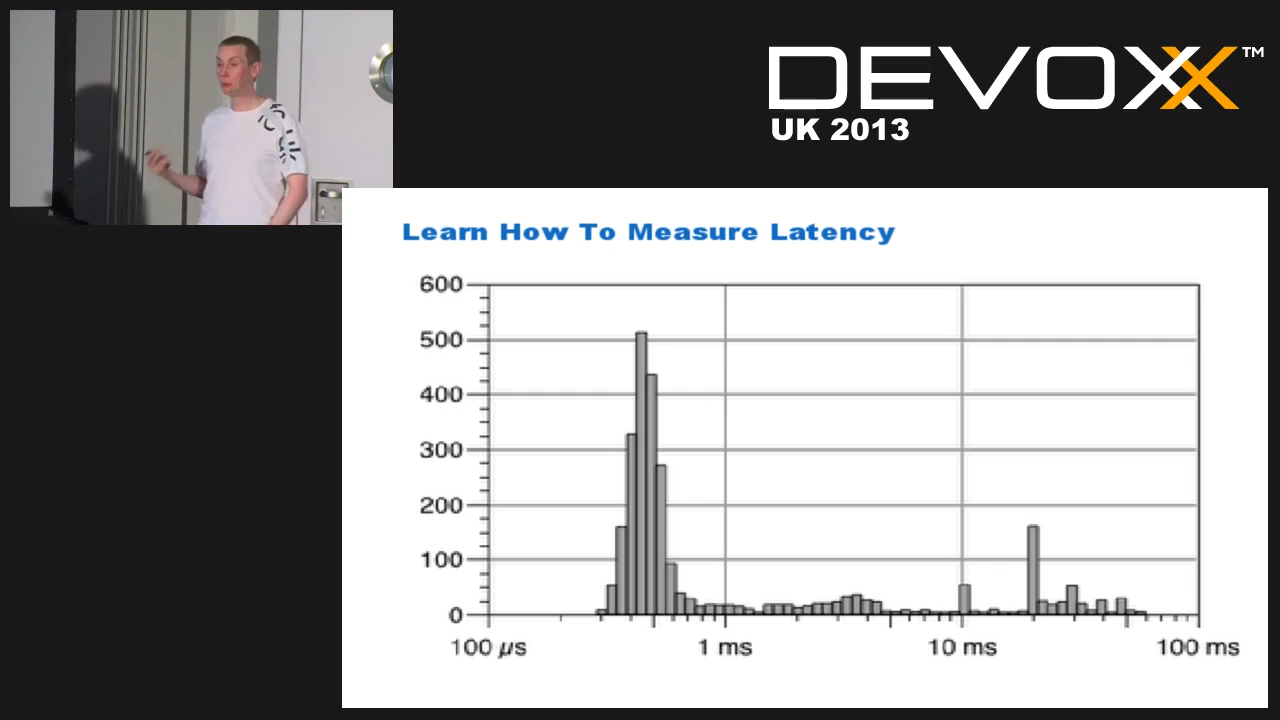 DEVOXX™
UK 2013
Learn How To Measure Latency
600
500
400
300
200
100
0
100 µs
1 ms
10 ms
100 ms